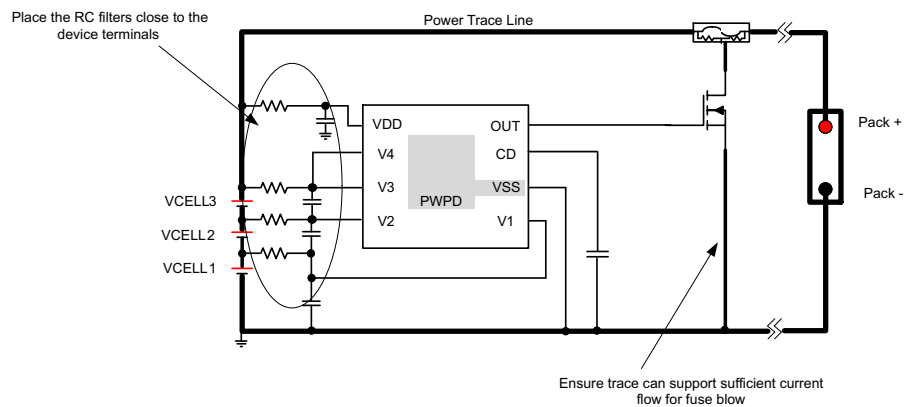 Place the RC filters close to the
device terminals
Power Trace Line
Pack +
Pack -
VDD
V4
V3
V2
OUT
CD
VSS
V1
PWPD
VCELL3
VCELL2
VCELL1
Ensure trace can support sufficient current
flow for fuse blow